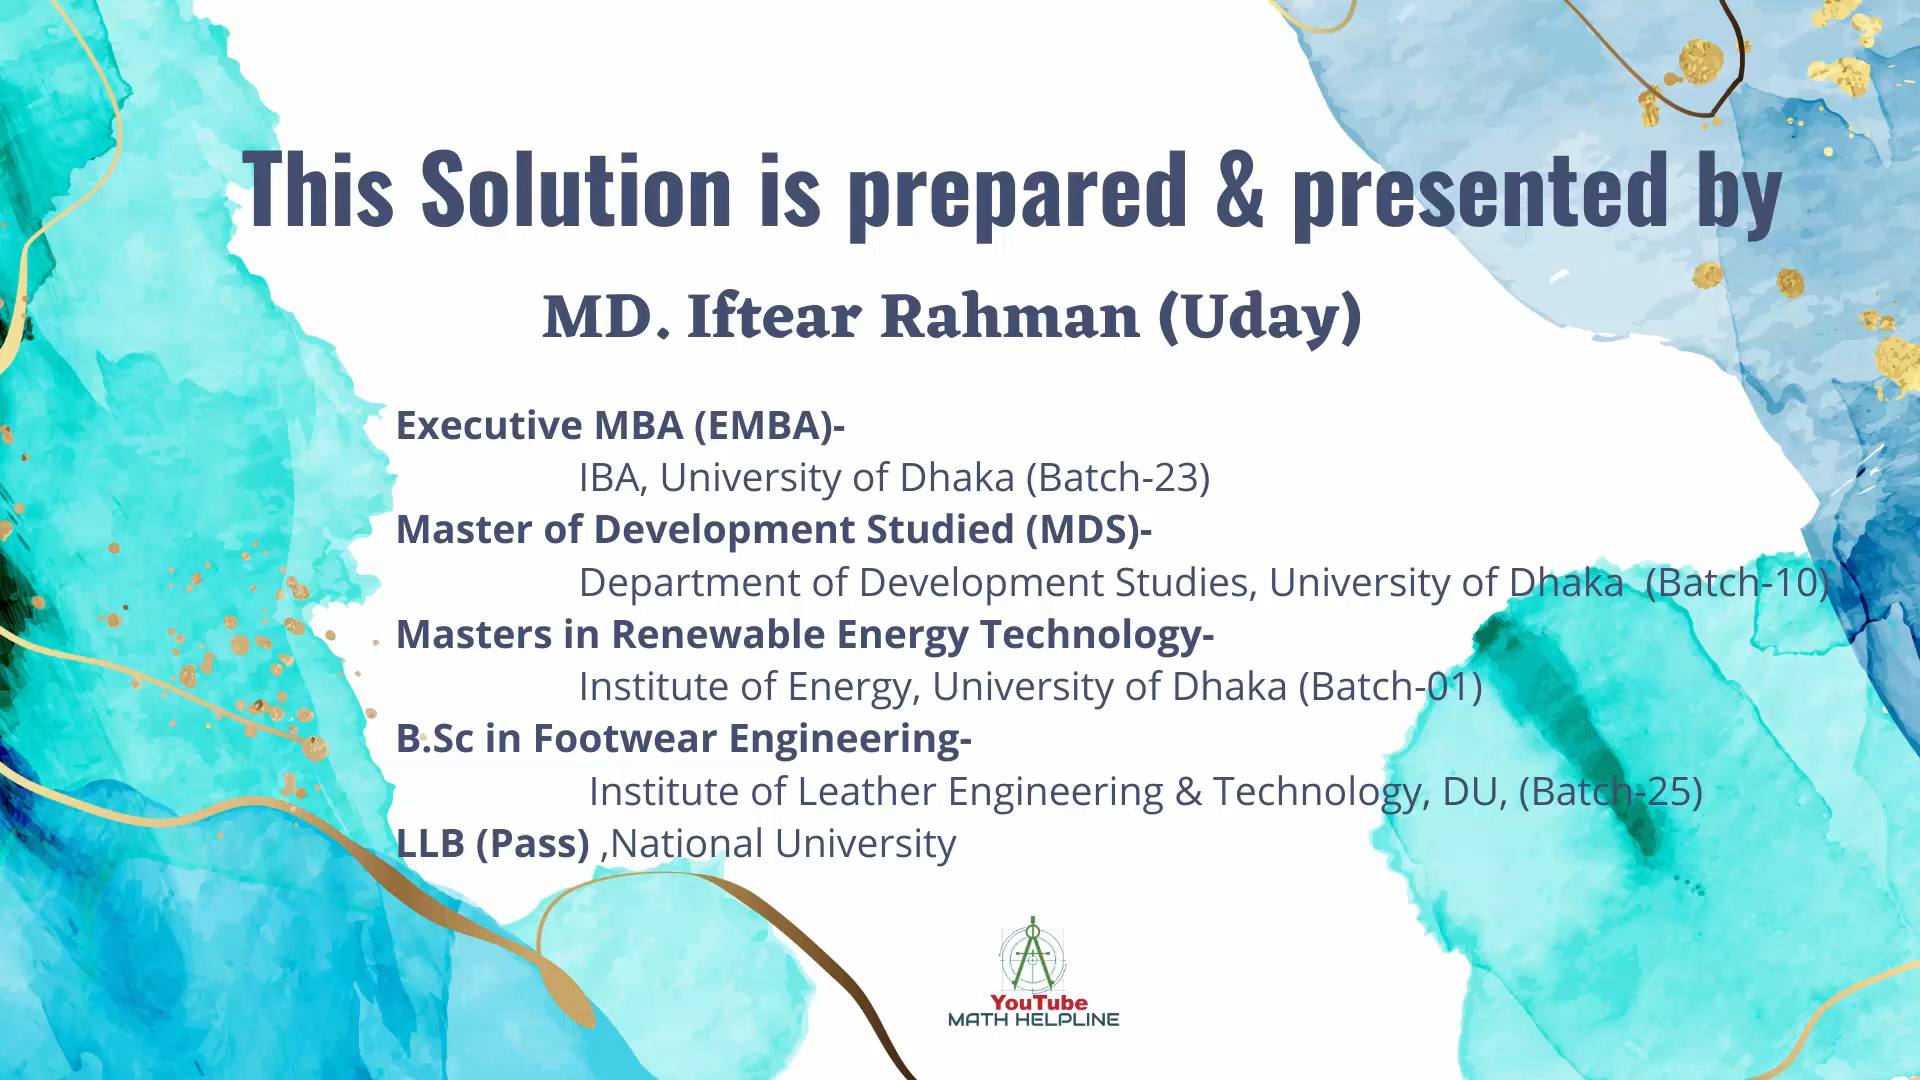 This Solution is prepared & presented by
MD. Iftear Rahman (Uday)
Executive MBA (EMBA)-
IBA, University of Dhaka (Batch-23)
Master of Development Studied (MDS)-
Department of Development Studies, University of Dhaka (Batch-10)
Masters in Renewable Energy Technology-
Institute of Energy, University of Dhaka (Batch-01)
B.Sc in Footwear Engineering-
Institute of Leather Engineering & Technology, DU, (Batch-25)
LLB (Pass) ,National University
YouTube
MATH HELPLINE